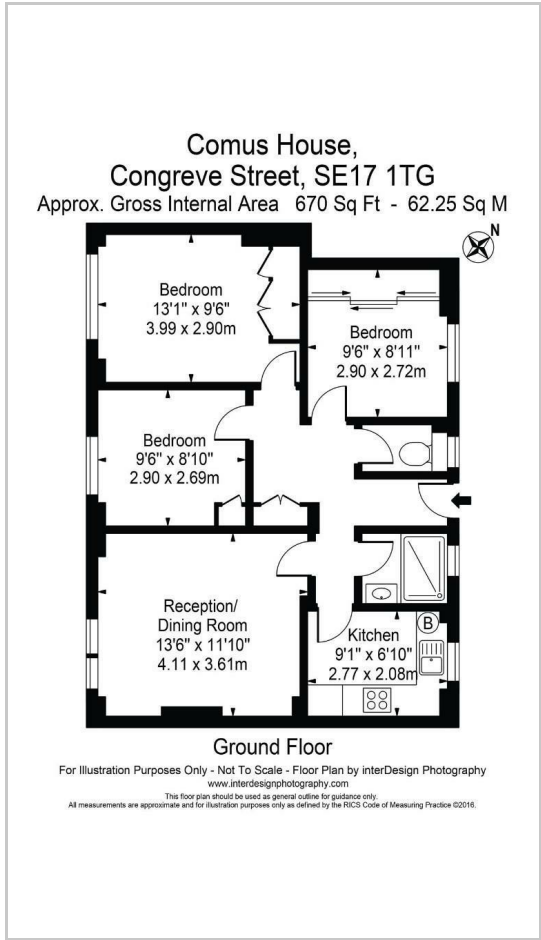 Comus House,
Congreve Street, SE17 1TG
Approx. Gross Internal Area 670 Sq Ft - 62.25 Sq M
N
Bedroom
13'1" x 9'6"
3.99 x 2.90m
Bedroom
9'6" x 8'11"
2.90 x 2.72m
Bedroom
9'6" x 8'10"
2.90 x 2.69m
Reception/
Dining Room
13'6" x 11'10"
4.11 x 3.61m
B
Kitchen
9'1" x 6'10"
2.77 x 2.08m
Ground Floor
For Illustration Purposes Only - Not To Scale - Floor Plan by interDesign Photography
www.interdesignphotography.com
This floor plan should be used as general outline for guidance only.
All measurements are approximate and for illustration purposes only as defined by the RICS Code of Measuring Practice ©2016.